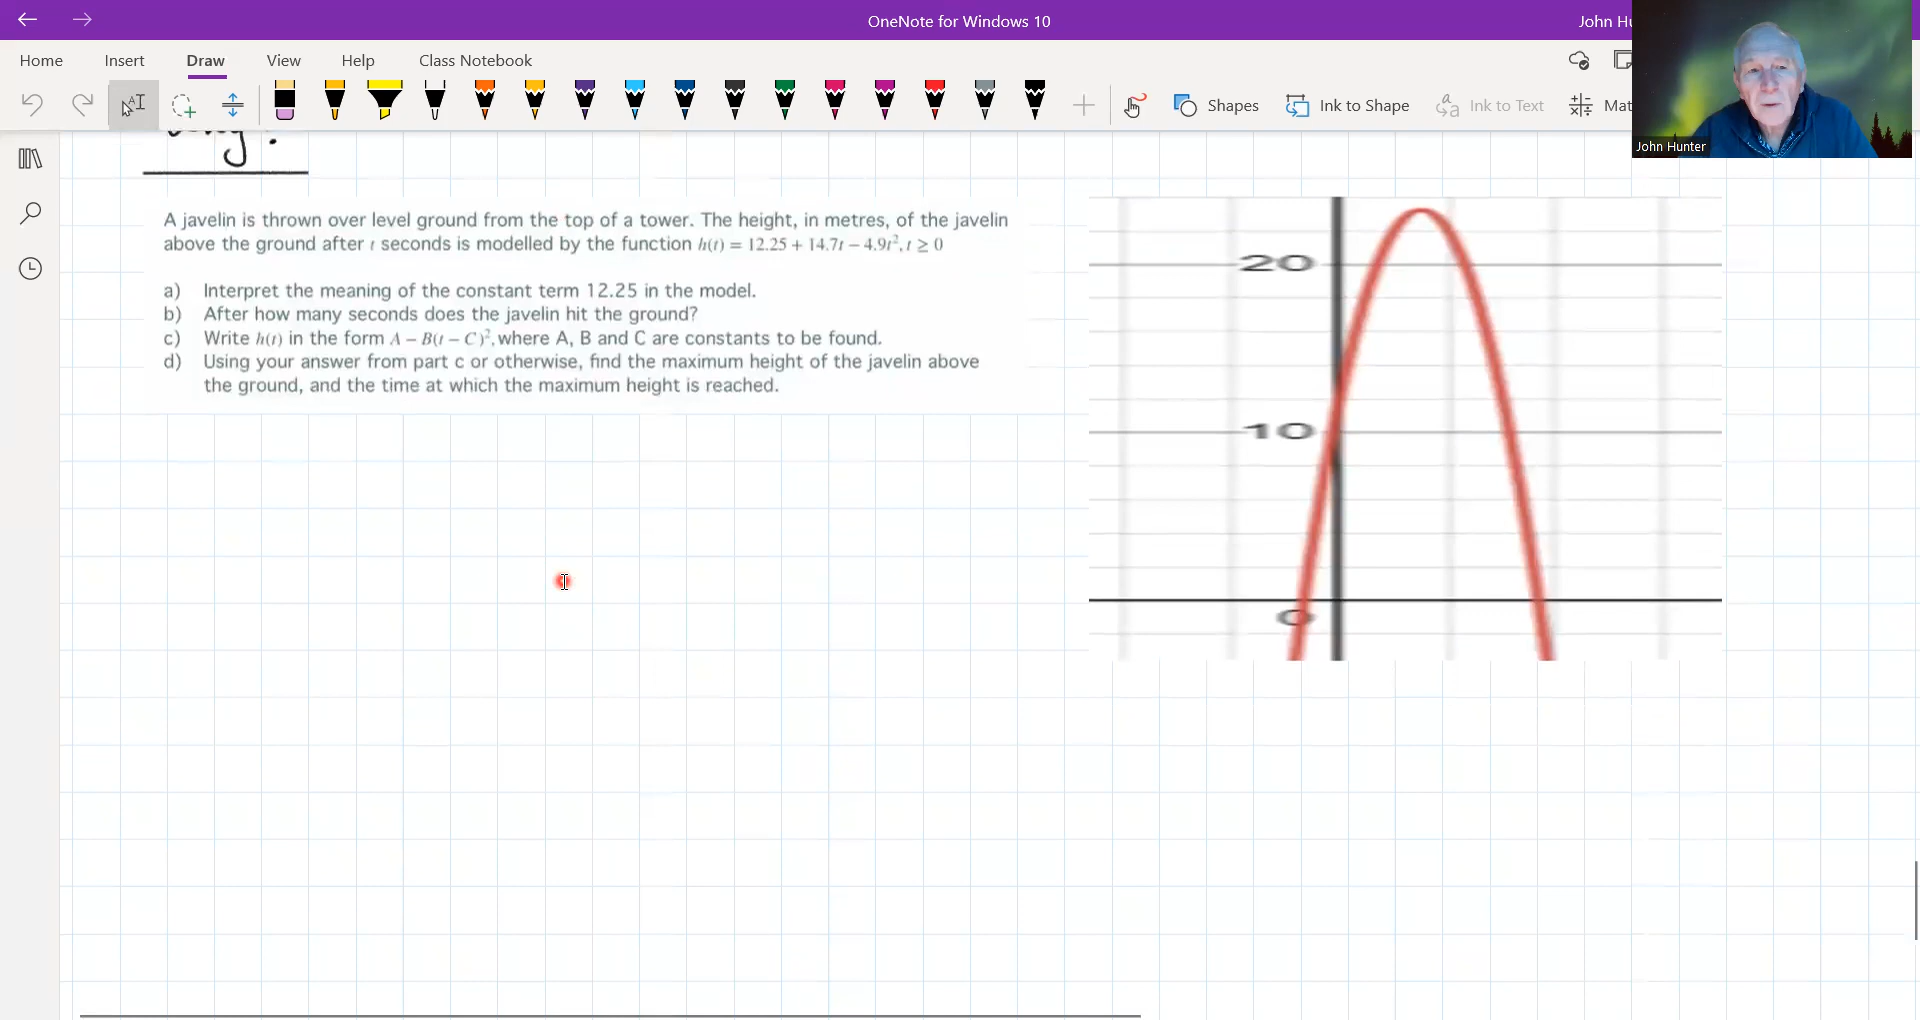 OneNote for Windows 10
John Hu
Home Insert Draw View Help Class Notebook
Shapes Ink to Shape Ink to Text Mat
John Hunter
A javelin is thrown over level ground from the top of a tower. The height, in metres, of the javelin
above the ground after t seconds is modelled by the function h(t) = 12.25 + 14.7t − 4.9t², t ≥ 0
a) Interpret the meaning of the constant term 12.25 in the model.
b) After how many seconds does the javelin hit the ground?
c) Write h(t) in the form A − B(t − C)², where A, B and C are constants to be found.
d) Using your answer from part c or otherwise, find the maximum height of the javelin above
the ground, and the time at which the maximum height is reached.
20
10
0